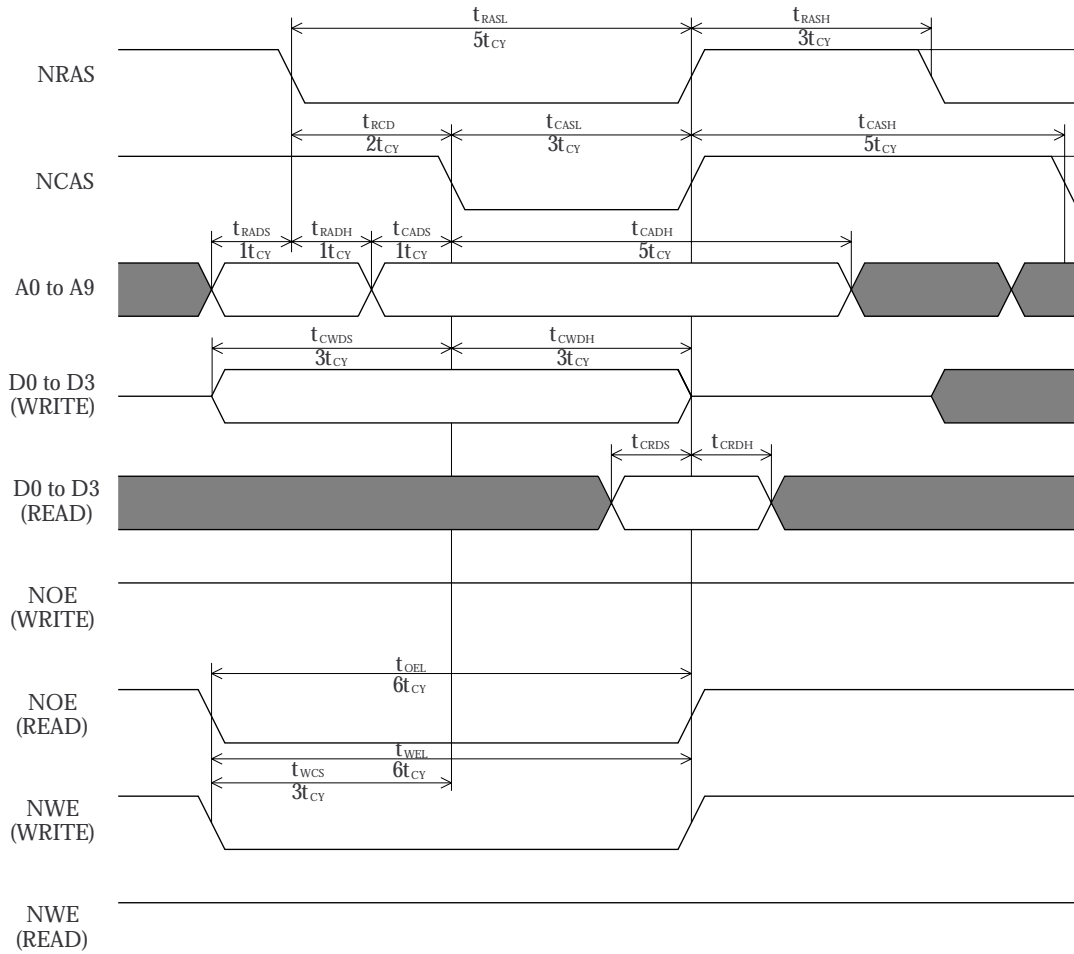 tRASL tRASH
5tCY 3tCY
NRAS
tRCD tCASL tCASH
2tCY 3tCY 5tCY
NCAS
tRADS tRADH tCADS tCADH
1tCY 1tCY 1tCY 5tCY
A0 to A9
tCWDS tCWDH
3tCY 3tCY
D0 to D3
(WRITE)
tCRDS tCRDH
D0 to D3
(READ)
NOE
(WRITE)
tOEL
6tCY
NOE
(READ)
tWEL
tWCS 6tCY
3tCY
NWE
(WRITE)
NWE
(READ)